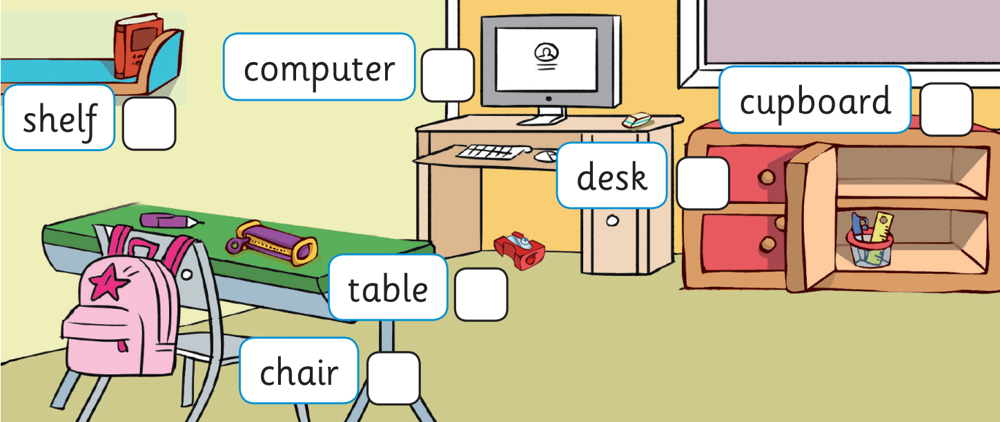 computer
cupboard
shelf
desk
table
chair